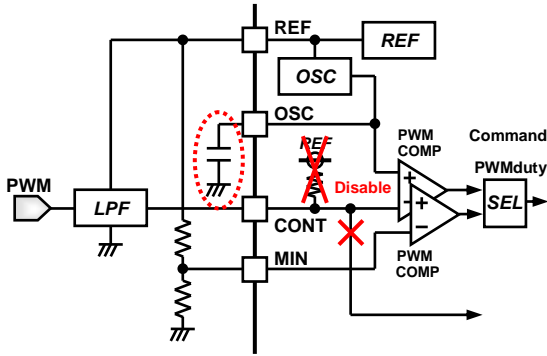 REF
REF
OSC
OSC
REF
PWM COMP
Command
PWMduty
PWM
LPF
Disable
CONT
SEL
MIN
PWM COMP
+
−
+
−